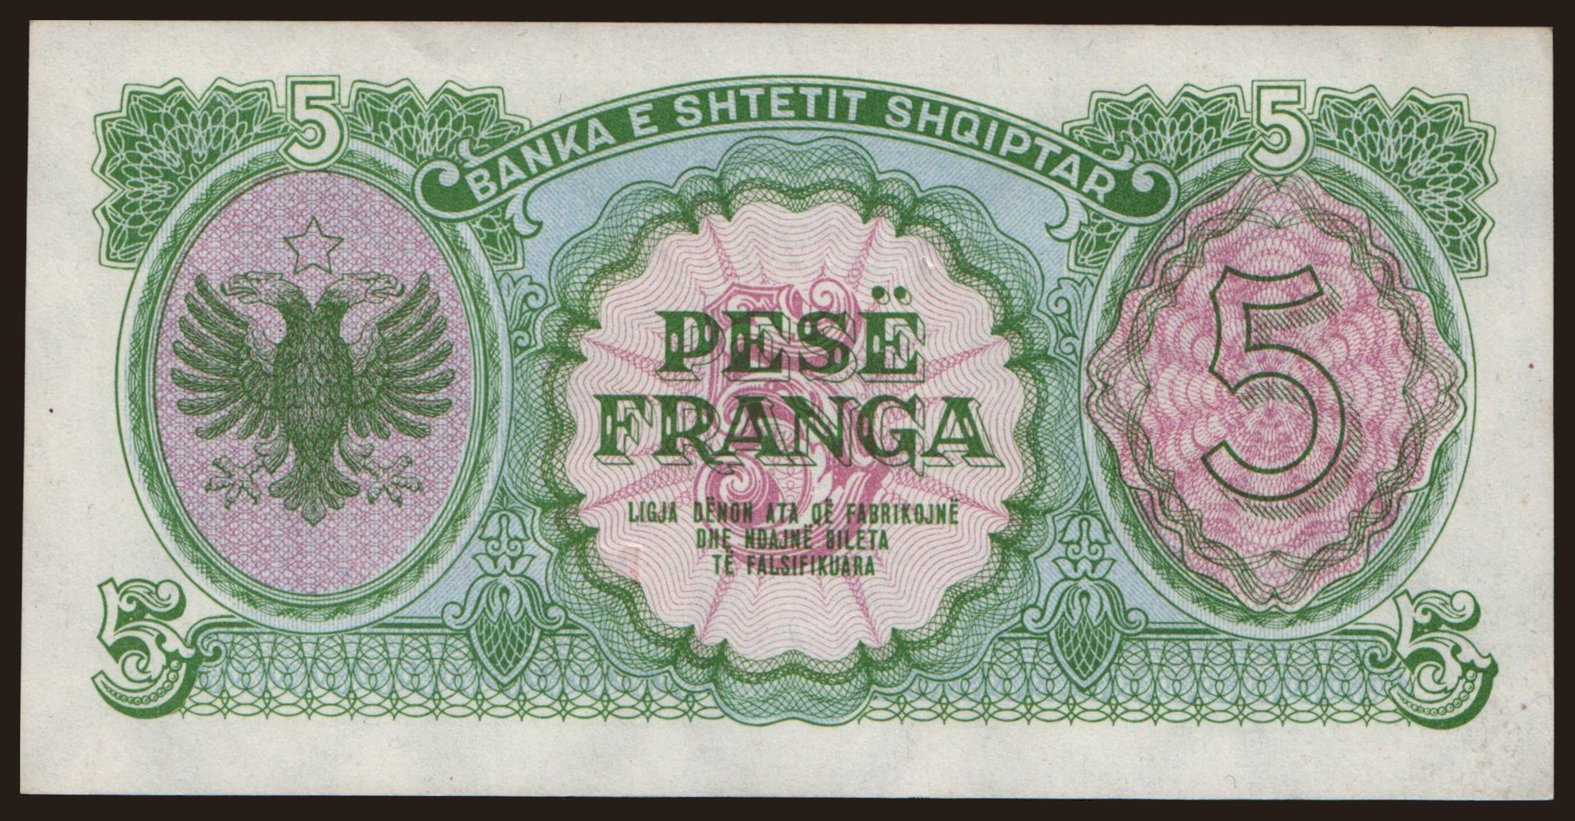 5
5
BANKA E SHTETIT SHQIPTAR
5
PESË
FRANGA
5
LIGJA DËNON ATA QË FABRIKOJNË
DHE NDAJNË BILETA
TË FALSIFIKUARA
5
5